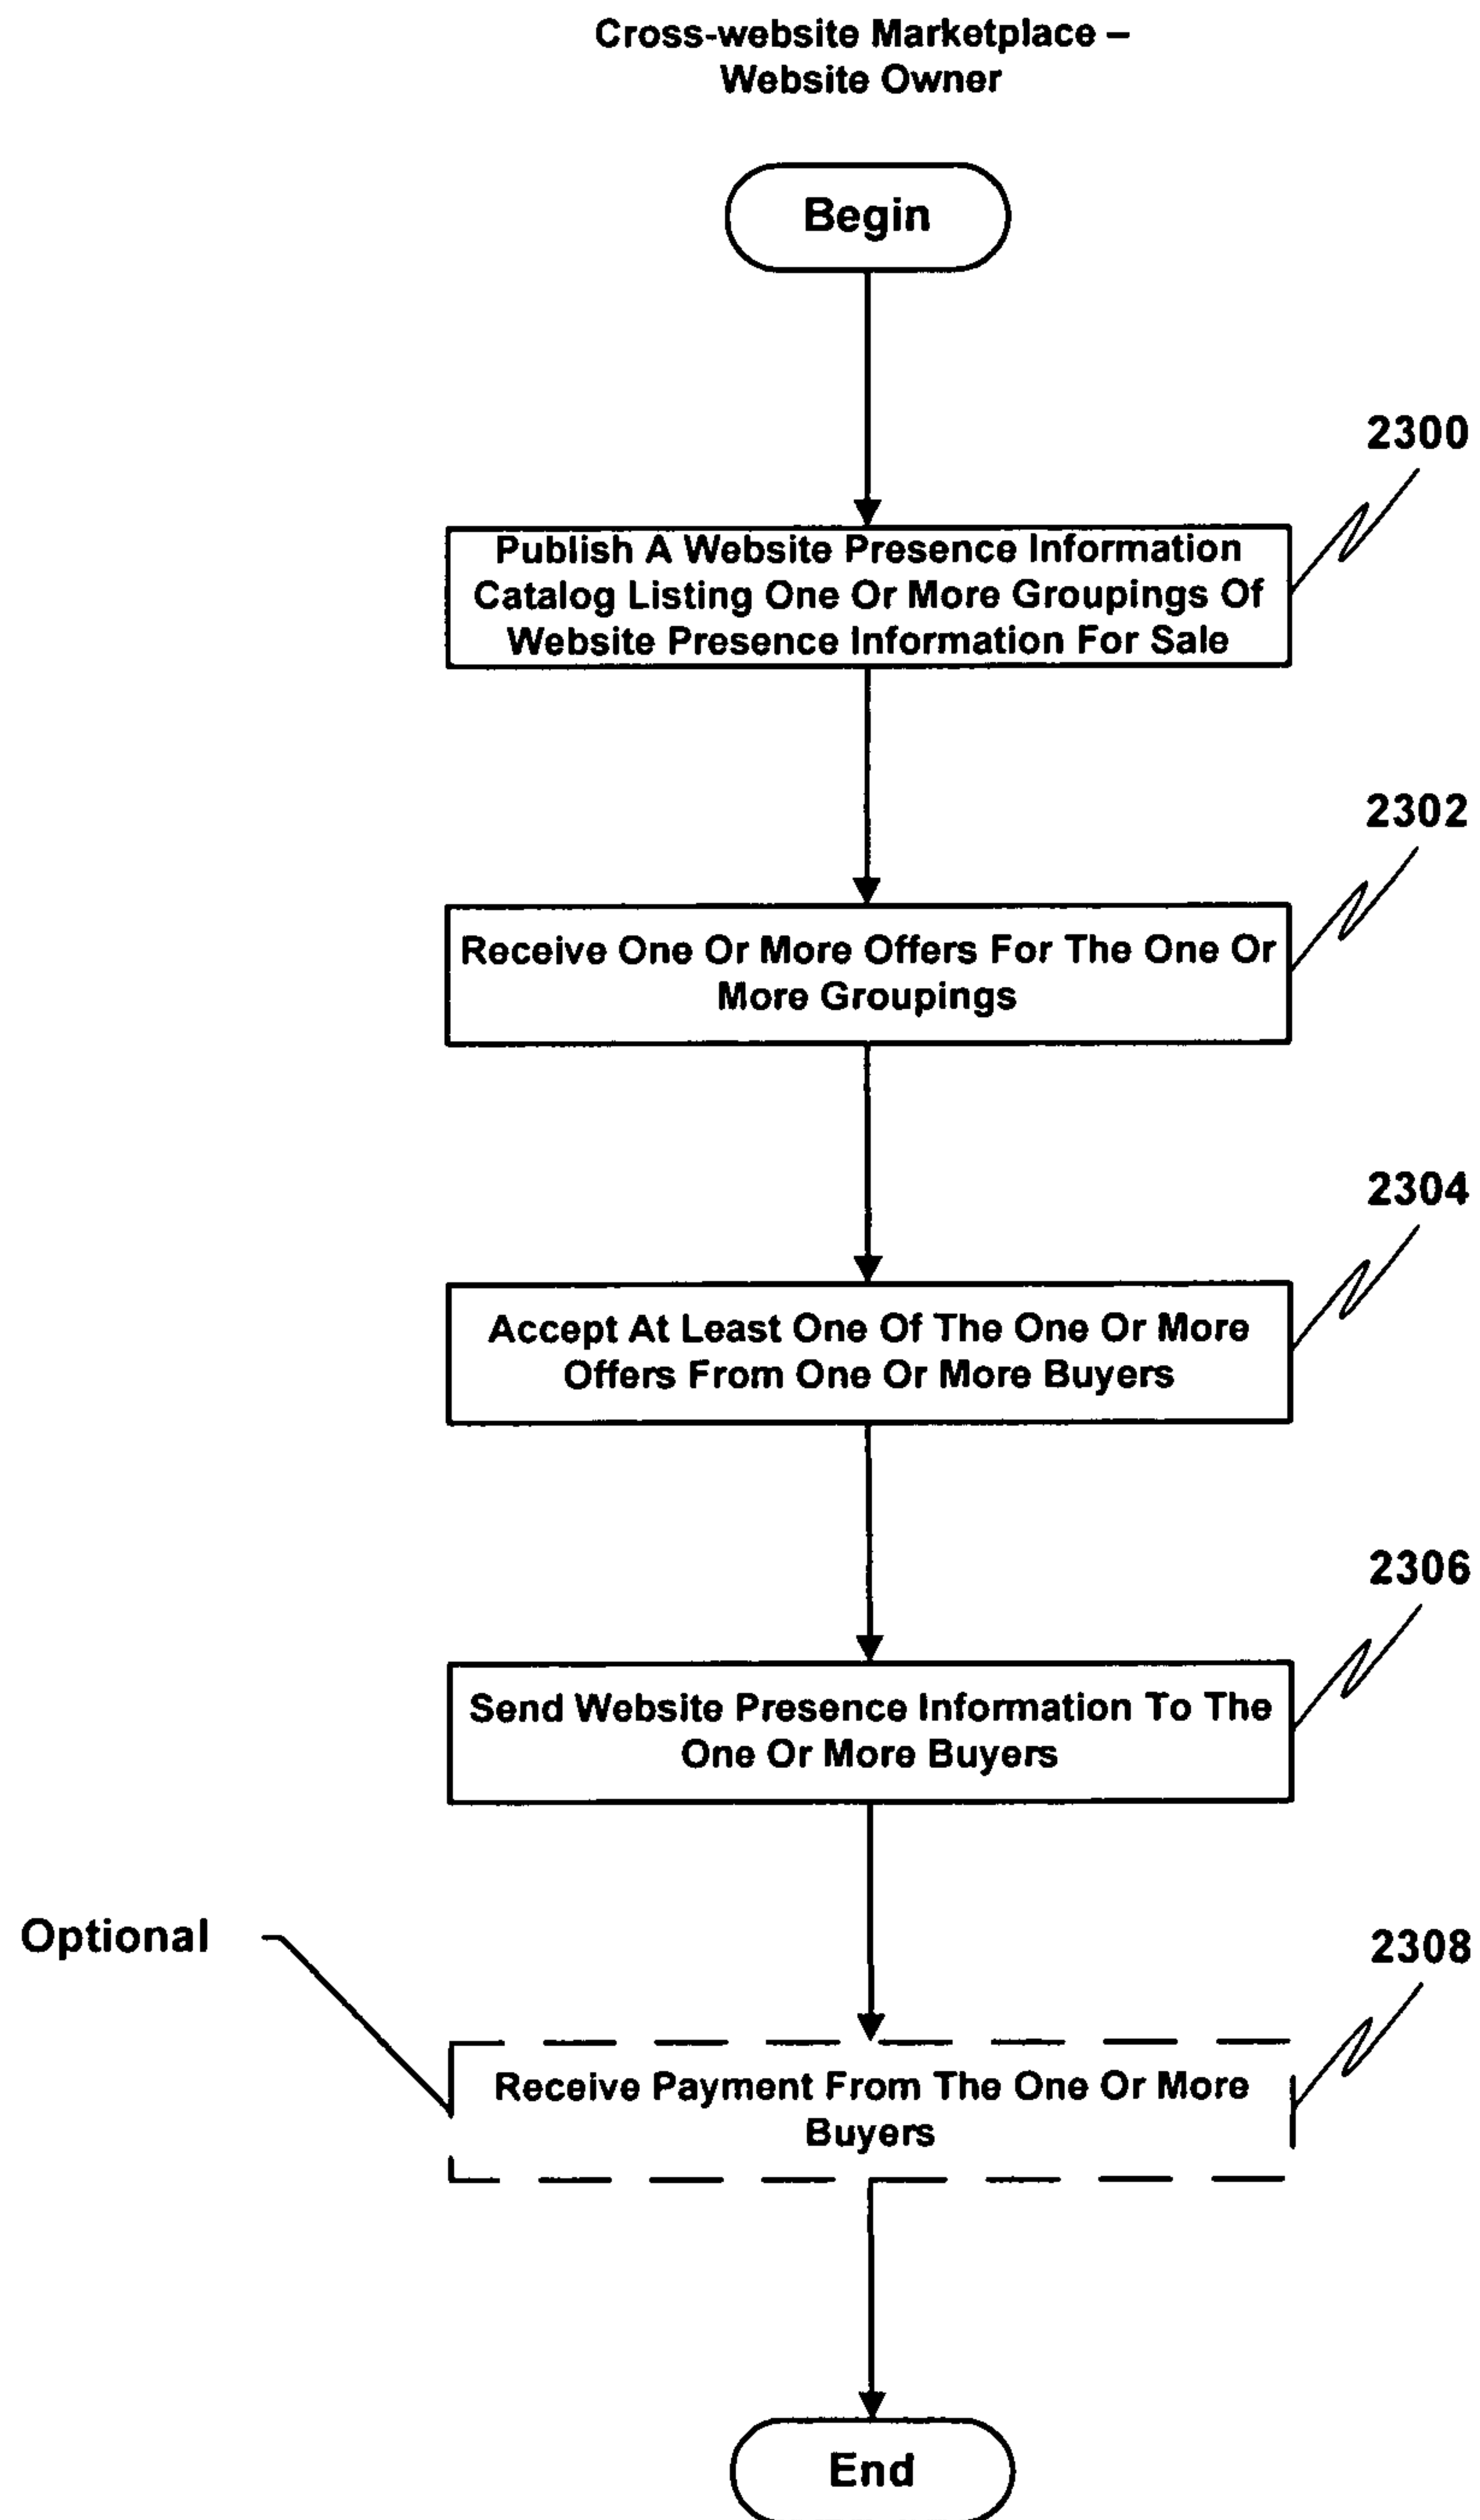 Cross-website Marketplace –
Website Owner
Begin
2300
Publish A Website Presence Information
Catalog Listing One Or More Groupings Of
Website Presence Information For Sale
2302
Receive One Or More Offers For The One Or
More Groupings
2304
Accept At Least One Of The One Or More
Offers From One Or More Buyers
2306
Send Website Presence Information To The
One Or More Buyers
Optional
2308
Receive Payment From The One Or More
Buyers
End